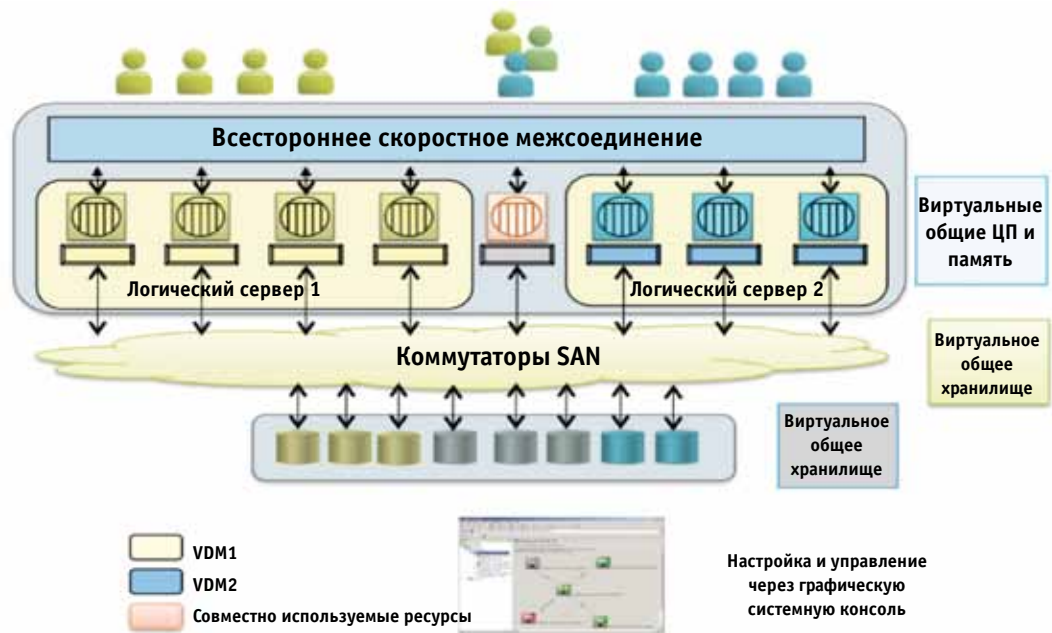 Всестороннее скоростное межсоединение
Виртуальные
общие ЦП и
память
Логический сервер 1
Логический сервер 2
Коммутаторы SAN
Виртуальное
общее
хранилище
Виртуальное
общее
хранилище
VDM1
VDM2
Совместно используемые ресурсы
Настройка и управление
через графическую
системную консоль